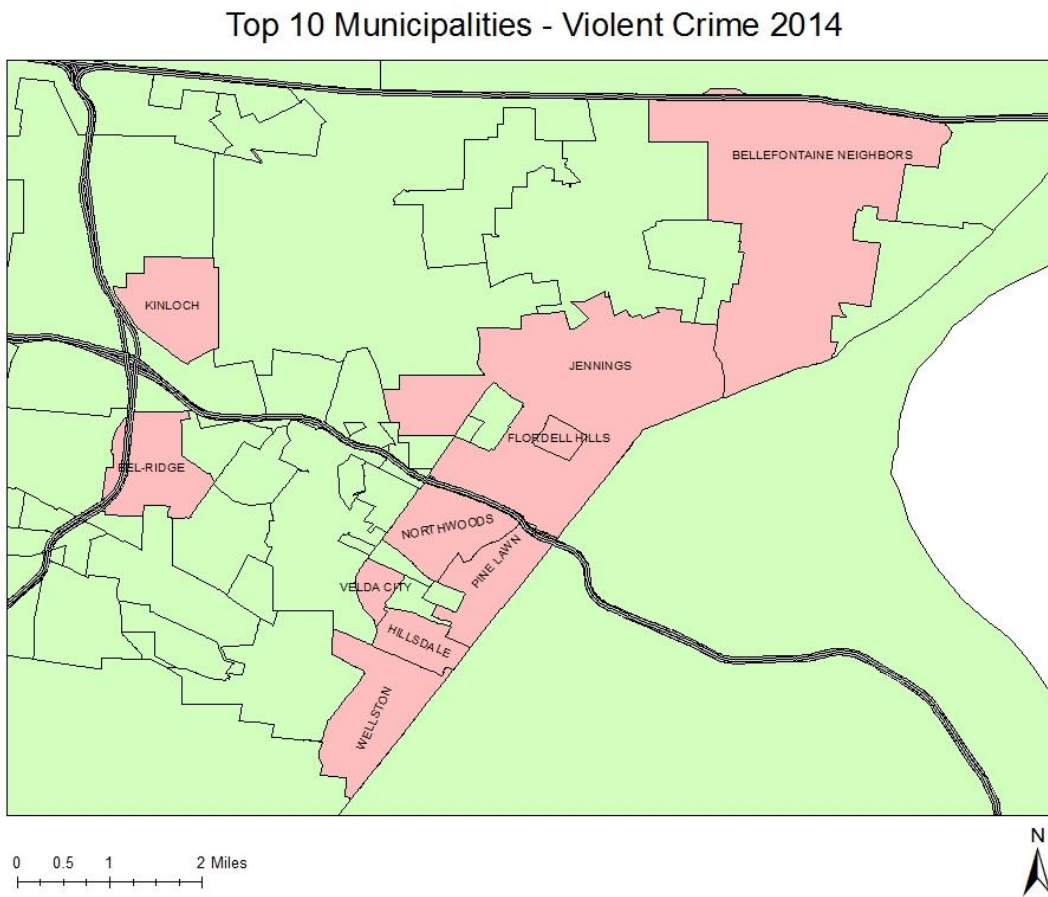 Top 10 Municipalities - Violent Crime 2014
BELLEFONTAINE NEIGHBORS
KINLOCH
JENNINGS
FLORDELL HILLS
BEL-RIDGE
NORTHWOODS
PINE LAWN
VELDA CITY
HILLSDALE
WELLSTON
N
0 0.5 1 2 Miles